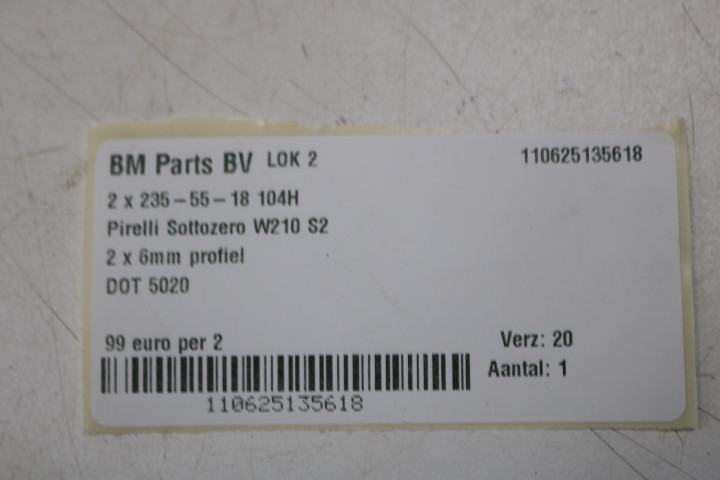 BM Parts BV LOK 2 110625135618
2 x 235-55-18 104H
Pirelli Sottozero W210 S2
2 x 6mm profiel
DOT 5020
99 euro per 2 Verz: 20
Aantal: 1
110625135618